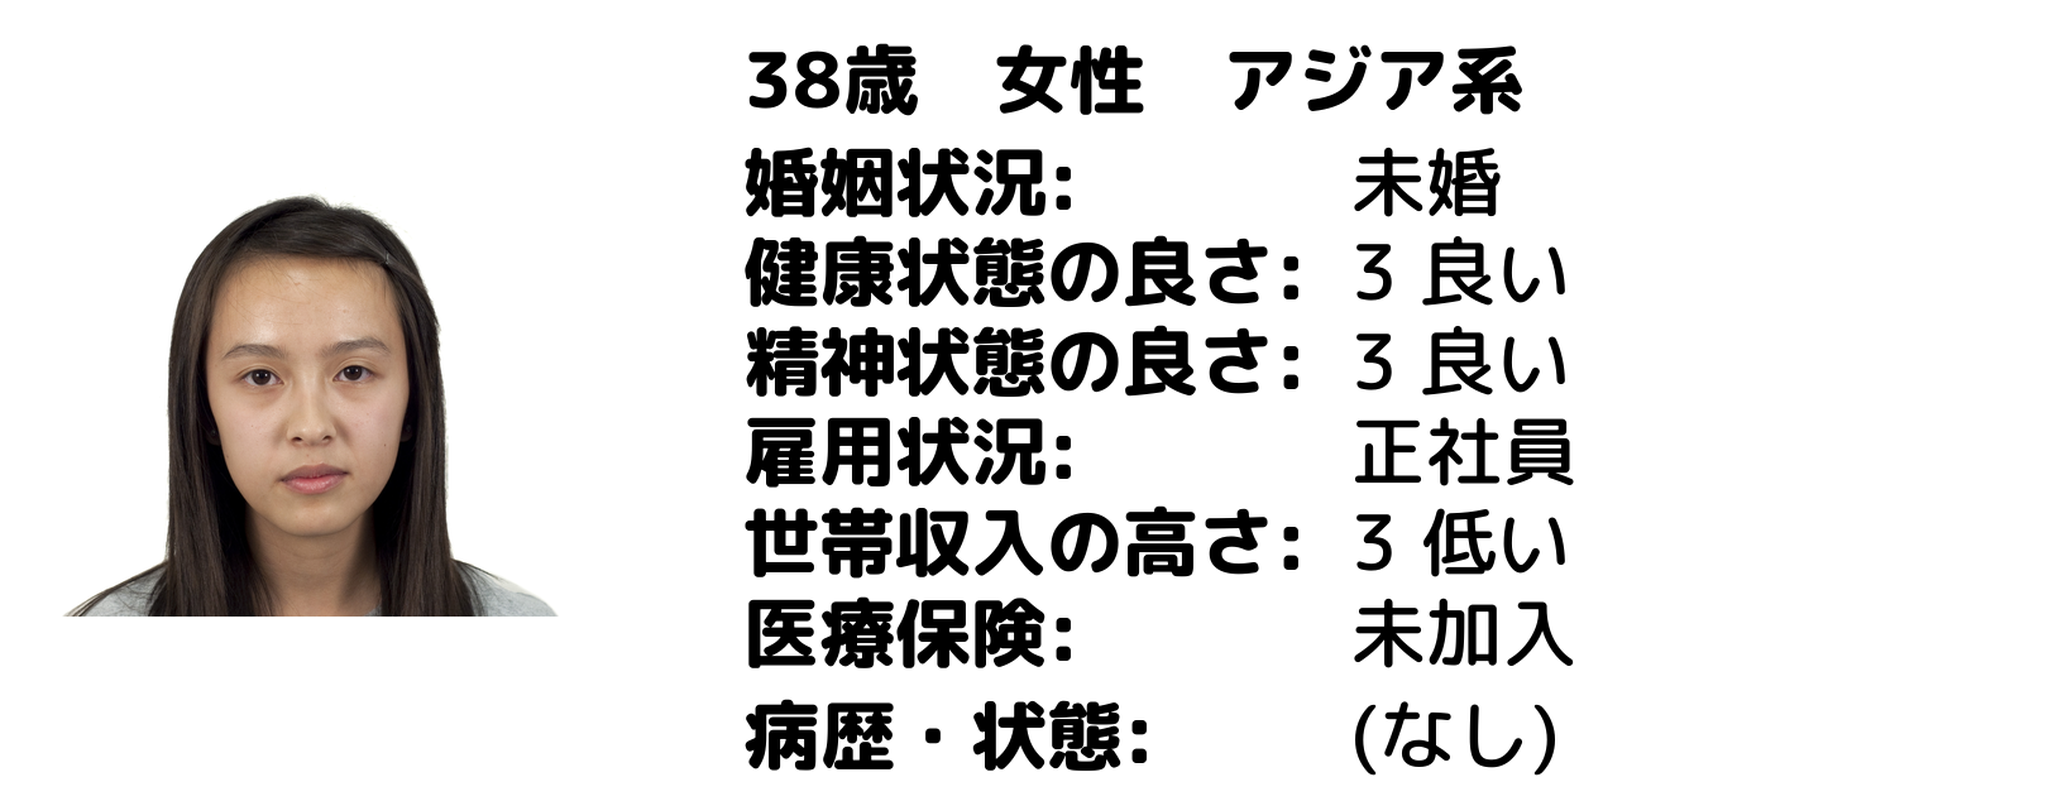 38歳　女性　アジア系
婚姻状況: 未婚
健康状態の良さ: 3 良い
精神状態の良さ: 3 良い
雇用状況: 正社員
世帯収入の高さ: 3 低い
医療保険: 未加入
病歴・状態: (なし)